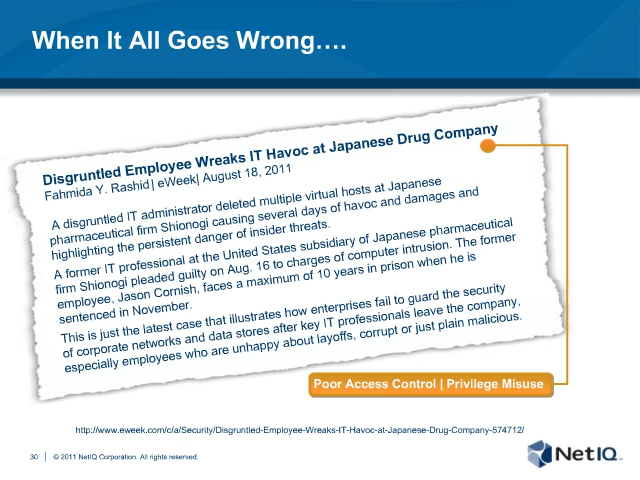 When It All Goes Wrong….
Disgruntled Employee Wreaks IT Havoc at Japanese Drug Company
Fahmida Y. Rashid| eWeek| August 18, 2011
A disgruntled IT administrator deleted multiple virtual hosts at Japanese
pharmaceutical firm Shionogi causing several days of havoc and damages and
highlighting the persistent danger of insider threats.
A former IT professional at the United States subsidiary of Japanese pharmaceutical
firm Shionogi pleaded guilty on Aug. 16 to charges of computer intrusion. The former
employee, Jason Cornish, faces a maximum of 10 years in prison when he is
sentenced in November.
This is just the latest case that illustrates how enterprises fail to guard the security
of corporate networks and data stores after key IT professionals leave the company,
especially employees who are unhappy about layoffs, corrupt or just plain malicious.
Poor Access Control | Privilege Misuse
http://www.eweek.com/c/a/Security/Disgruntled-Employee-Wreaks-IT-Havoc-at-Japanese-Drug-Company-574712/
30 | © 2011 NetIQ Corporation. All rights reserved.
NetIQ™